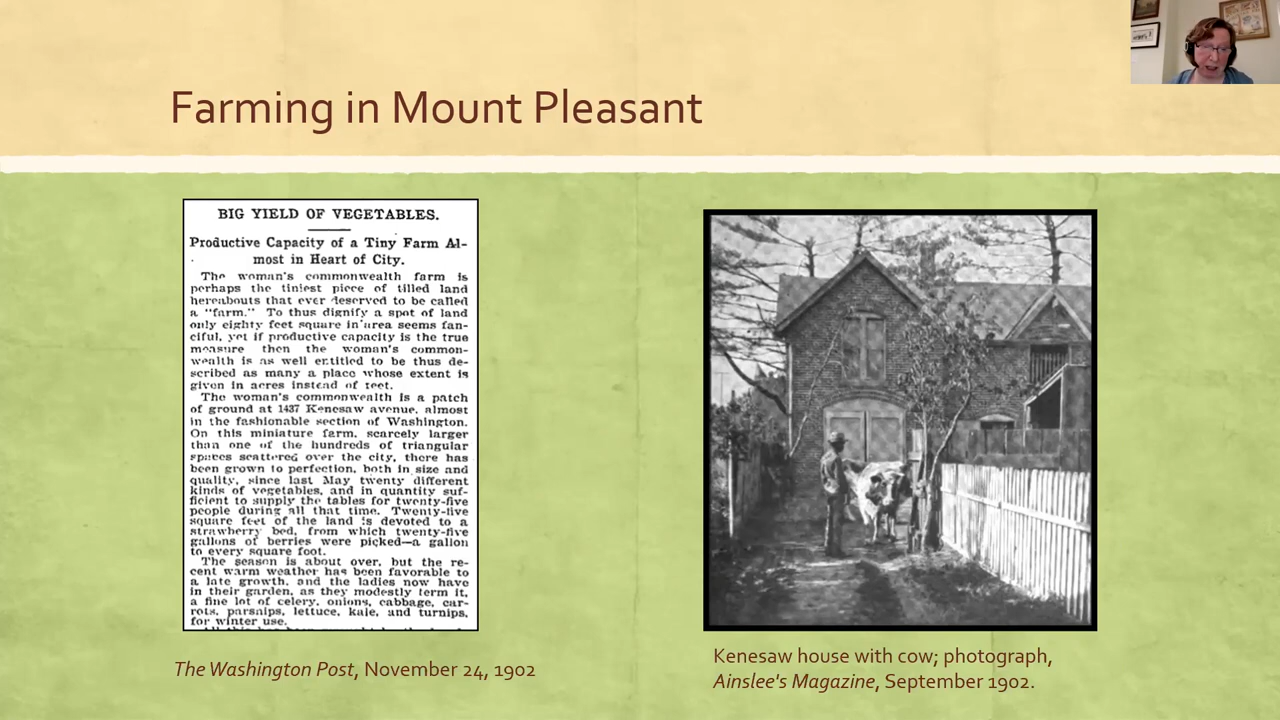 Farming in Mount Pleasant
BIG YIELD OF VEGETABLES.
Productive Capacity of a Tiny Farm Al-
most in Heart of City.
The woman's commonwealth farm is
perhaps the tiniest piece of tilled land
hereabouts that ever deserved to be called
a "farm." To thus dignify a spot of land
only eighty feet square in area seems fan-
ciful, yet if productive capacity is the true
measure then the woman's common-
wealth is as well entitled to be thus de-
scribed as many a place whose extent is
given in acres instead of feet.
The woman's commonwealth is a patch
of ground at 1437 Kenesaw avenue, almost
in the fashionable section of Washington.
On this miniature farm, scarcely larger
than one of the hundreds of triangular
spaces scattered over the city, there has
been grown to perfection, both in size and
quality, since last May twenty different
kinds of vegetables, and in quantity suf-
ficient to supply the tables for twenty-five
people during all that time. Twenty-five
square feet of the land is devoted to a
strawberry bed, from which twenty-five
gallons of berries were picked—a gallon
to every square foot.
The season is about over, but the re-
cent warm weather has been favorable to
a late growth, and the ladies now have
in their garden, as they modestly term it,
a fine lot of celery, onions, cabbage, car-
rots, parsnips, lettuce, kale, and turnips,
for winter use.
The Washington Post, November 24, 1902
Kenesaw house with cow; photograph,
Ainslee's Magazine, September 1902.